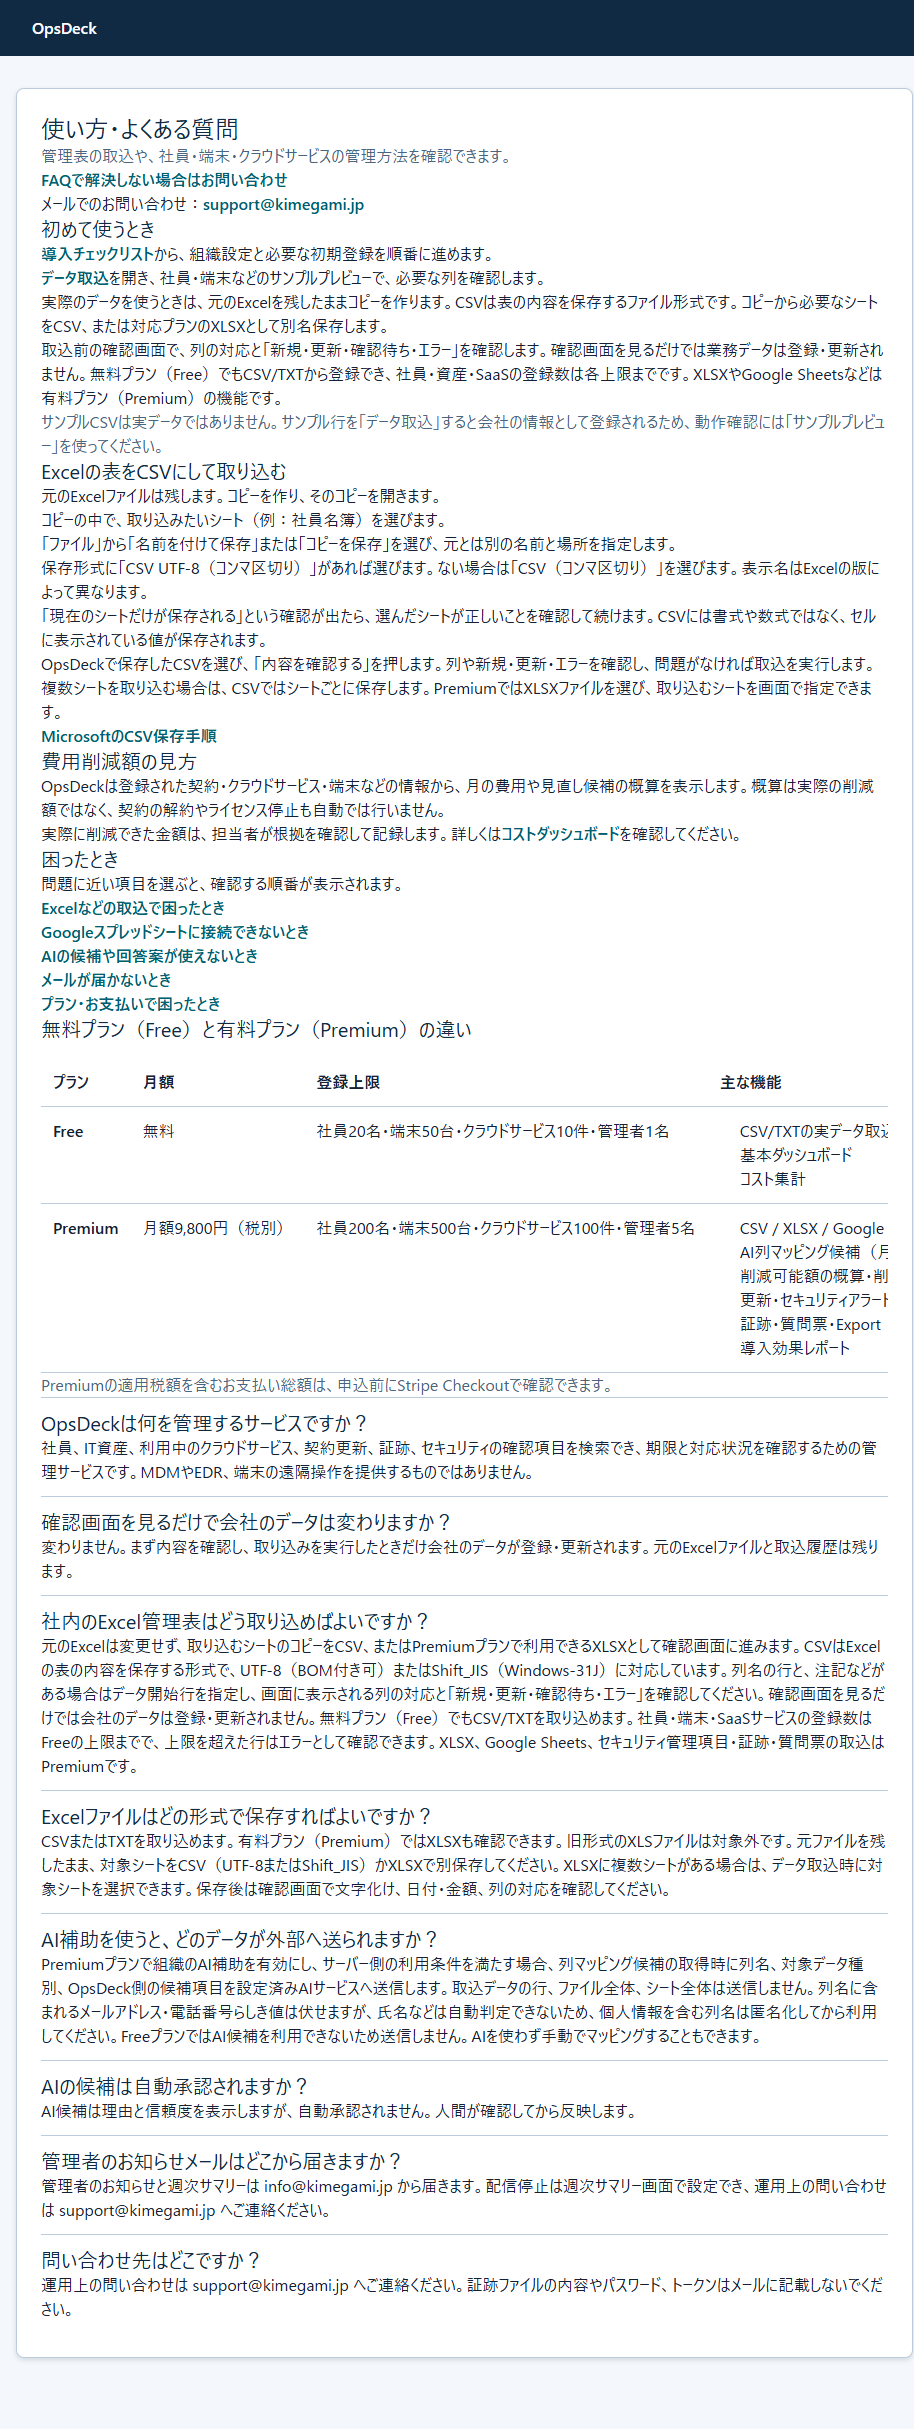 OpsDeck
使い方・よくある質問
管理表の取込や、社員・端末・クラウドサービスの管理方法を確認できます。
FAQで解決しない場合はお問い合わせ
メールでのお問い合わせ：support@kimegami.jp
初めて使うとき
導入チェックリストから、組織設定と必要な初期登録を順番に進めます。
データ取込を開き、社員・端末などのサンプルプレビューで、必要な列を確認します。
実際のデータを使うときは、元のExcelを残したままコピーを作ります。CSVは表の内容を保存するファイル形式です。コピーから必要なシート
をCSV、または対応プランのXLSXとして別名保存します。
取込前の確認画面で、列の対応と「新規・更新・確認待ち・エラー」を確認します。確認画面を見るだけでは業務データは登録・更新され
ません。無料プラン（Free）でもCSV/TXTから登録でき、社員・資産・SaaSの登録数は各上限までです。XLSXやGoogle Sheetsなどは
有料プラン（Premium）の機能です。
サンプルCSVは実データではありません。サンプル行を「データ取込」すると会社の情報として登録されるため、動作確認には「サンプルプレビュ
ー」を使ってください。
Excelの表をCSVにして取り込む
元のExcelファイルは残します。コピーを作り、そのコピーを開きます。
コピーの中で、取り込みたいシート（例：社員名簿）を選びます。
「ファイル」から「名前を付けて保存」または「コピーを保存」を選び、元とは別の名前と場所を指定します。
保存形式に「CSV UTF-8（コンマ区切り）」があれば選びます。ない場合は「CSV（コンマ区切り）」を選びます。表示名はExcelの版に
よって異なります。
「現在のシートだけが保存される」という確認が出たら、選んだシートが正しいことを確認して続けます。CSVには書式や数式ではなく、セル
に表示されている値が保存されます。
OpsDeckで保存したCSVを選び、「内容を確認する」を押します。列や新規・更新・エラーを確認し、問題がなければ取込を実行します。
複数シートを取り込む場合は、CSVではシートごとに保存します。PremiumではXLSXファイルを選び、取り込むシートを画面で指定できま
す。
MicrosoftのCSV保存手順
費用削減額の見方
OpsDeckは登録された契約・クラウドサービス・端末などの情報から、月の費用や見直し候補の概算を表示します。概算は実際の削減
額ではなく、契約の解約やライセンス停止も自動では行いません。
実際に削減できた金額は、担当者が根拠を確認して記録します。詳しくはコストダッシュボードを確認してください。
困ったとき
問題に近い項目を選ぶと、確認する順番が表示されます。
Excelなどの取込で困ったとき
Googleスプレッドシートに接続できないとき
AIの候補や回答案が使えないとき
メールが届かないとき
プラン・お支払いで困ったとき
無料プラン（Free）と有料プラン（Premium）の違い
プラン 月額 登録上限 主な機能
Free 無料 社員20名・端末50台・クラウドサービス10件・管理者1名 CSV/TXTの実データ取込
基本ダッシュボード
コスト集計
Premium 月額9,800円（税別） 社員200名・端末500台・クラウドサービス100件・管理者5名 CSV / XLSX / Google
AI列マッピング候補（月
削減可能額の概算・削
更新・セキュリティアラート
証跡・質問票・Export
導入効果レポート
Premiumの適用税額を含むお支払い総額は、申込前にStripe Checkoutで確認できます。
OpsDeckは何を管理するサービスですか？
社員、IT資産、利用中のクラウドサービス、契約更新、証跡、セキュリティの確認項目を検索でき、期限と対応状況を確認するための管
理サービスです。MDMやEDR、端末の遠隔操作を提供するものではありません。
確認画面を見るだけで会社のデータは変わりますか？
変わりません。まず内容を確認し、取り込みを実行したときだけ会社のデータが登録・更新されます。元のExcelファイルと取込履歴は残り
ます。
社内のExcel管理表はどう取り込めばよいですか？
元のExcelは変更せず、取り込むシートのコピーをCSV、またはPremiumプランで利用できるXLSXとして確認画面に進みます。CSVはExcel
の表の内容を保存する形式で、UTF-8（BOM付き可）またはShift_JIS（Windows-31J）に対応しています。列名の行と、注記などが
ある場合はデータ開始行を指定し、画面に表示される列の対応と「新規・更新・確認待ち・エラー」を確認してください。確認画面を見るだ
けでは会社のデータは登録・更新されません。無料プラン（Free）でもCSV/TXTを取り込めます。社員・端末・SaaSサービスの登録数は
Freeの上限までで、上限を超えた行はエラーとして確認できます。XLSX、Google Sheets、セキュリティ管理項目・証跡・質問票の取込は
Premiumです。
Excelファイルはどの形式で保存すればよいですか？
CSVまたはTXTを取り込めます。有料プラン（Premium）ではXLSXも確認できます。旧形式のXLSファイルは対象外です。元ファイルを残
したまま、対象シートをCSV（UTF-8またはShift_JIS）かXLSXで別保存してください。XLSXに複数シートがある場合は、データ取込時に対
象シートを選択できます。保存後は確認画面で文字化け、日付・金額、列の対応を確認してください。
AI補助を使うと、どのデータが外部へ送られますか？
Premiumプランで組織のAI補助を有効にし、サーバー側の利用条件を満たす場合、列マッピング候補の取得時に列名、対象データ種
別、OpsDeck側の候補項目を設定済みAIサービスへ送信します。取込データの行、ファイル全体、シート全体は送信しません。列名に含
まれるメールアドレス・電話番号らしき値は伏せますが、氏名などは自動判定できないため、個人情報を含む列名は匿名化してから利用
してください。FreeプランではAI候補を利用できないため送信しません。AIを使わず手動でマッピングすることもできます。
AIの候補は自動承認されますか？
AI候補は理由と信頼度を表示しますが、自動承認されません。人間が確認してから反映します。
管理者のお知らせメールはどこから届きますか？
管理者のお知らせと週次サマリーは info@kimegami.jp から届きます。配信停止は週次サマリー画面で設定でき、運用上の問い合わせ
は support@kimegami.jp へご連絡ください。
問い合わせ先はどこですか？
運用上の問い合わせは support@kimegami.jp へご連絡ください。証跡ファイルの内容やパスワード、トークンはメールに記載しないでくだ
さい。